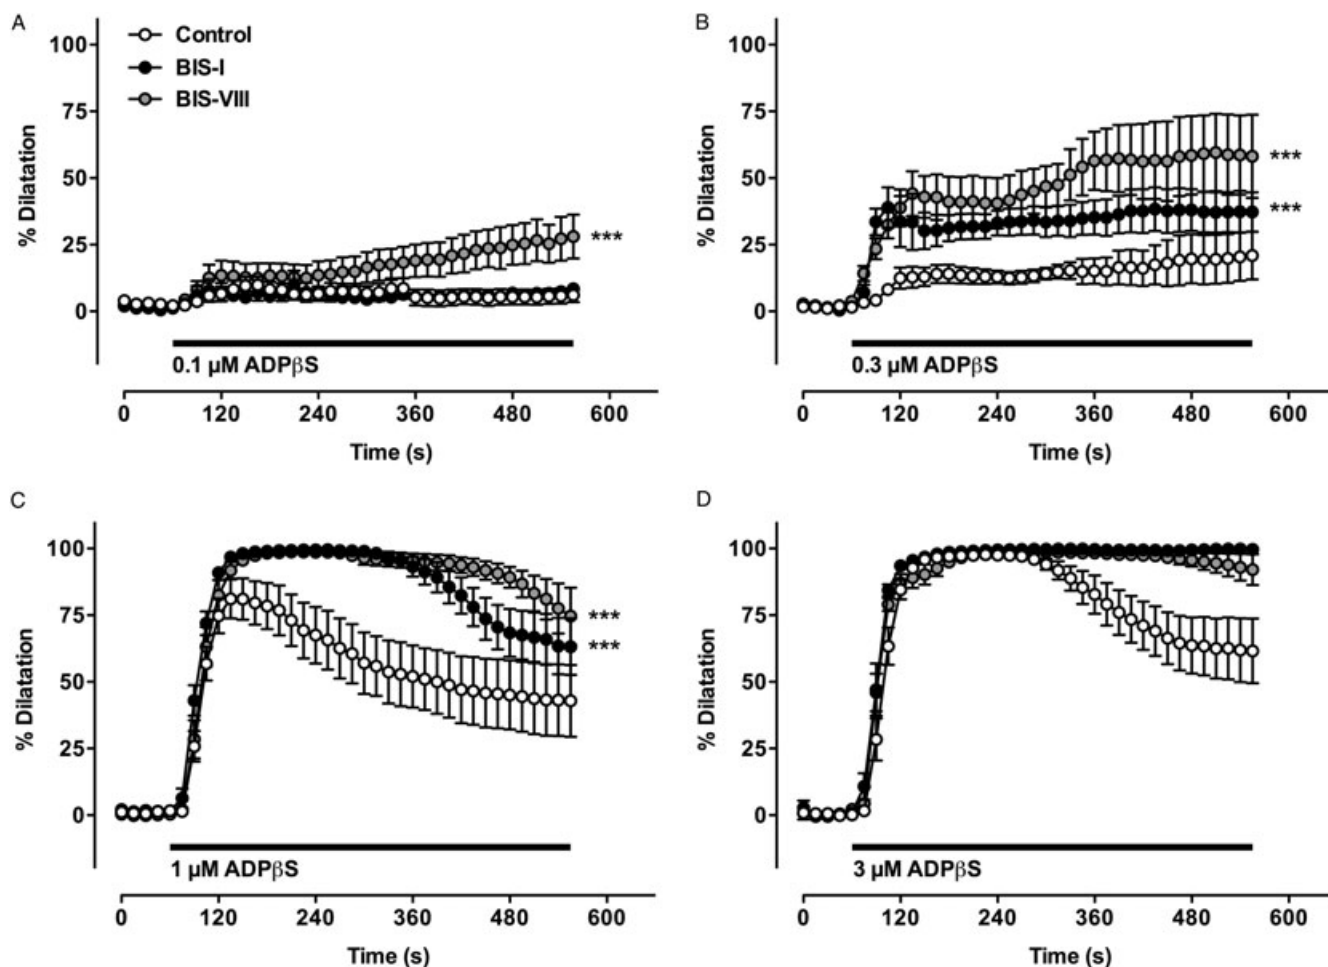 A
Control
BIS-I
BIS-VIII
100
75
50
25
0
% Dilatation
***
0.1 µM ADPβS
0 120 240 360 480 600
Time (s)
B
100
75
50
25
0
% Dilatation
***
***
0.3 µM ADPβS
0 120 240 360 480 600
Time (s)
C
100
75
50
25
0
% Dilatation
***
***
1 µM ADPβS
0 120 240 360 480 600
Time (s)
D
100
75
50
25
0
% Dilatation
3 µM ADPβS
0 120 240 360 480 600
Time (s)